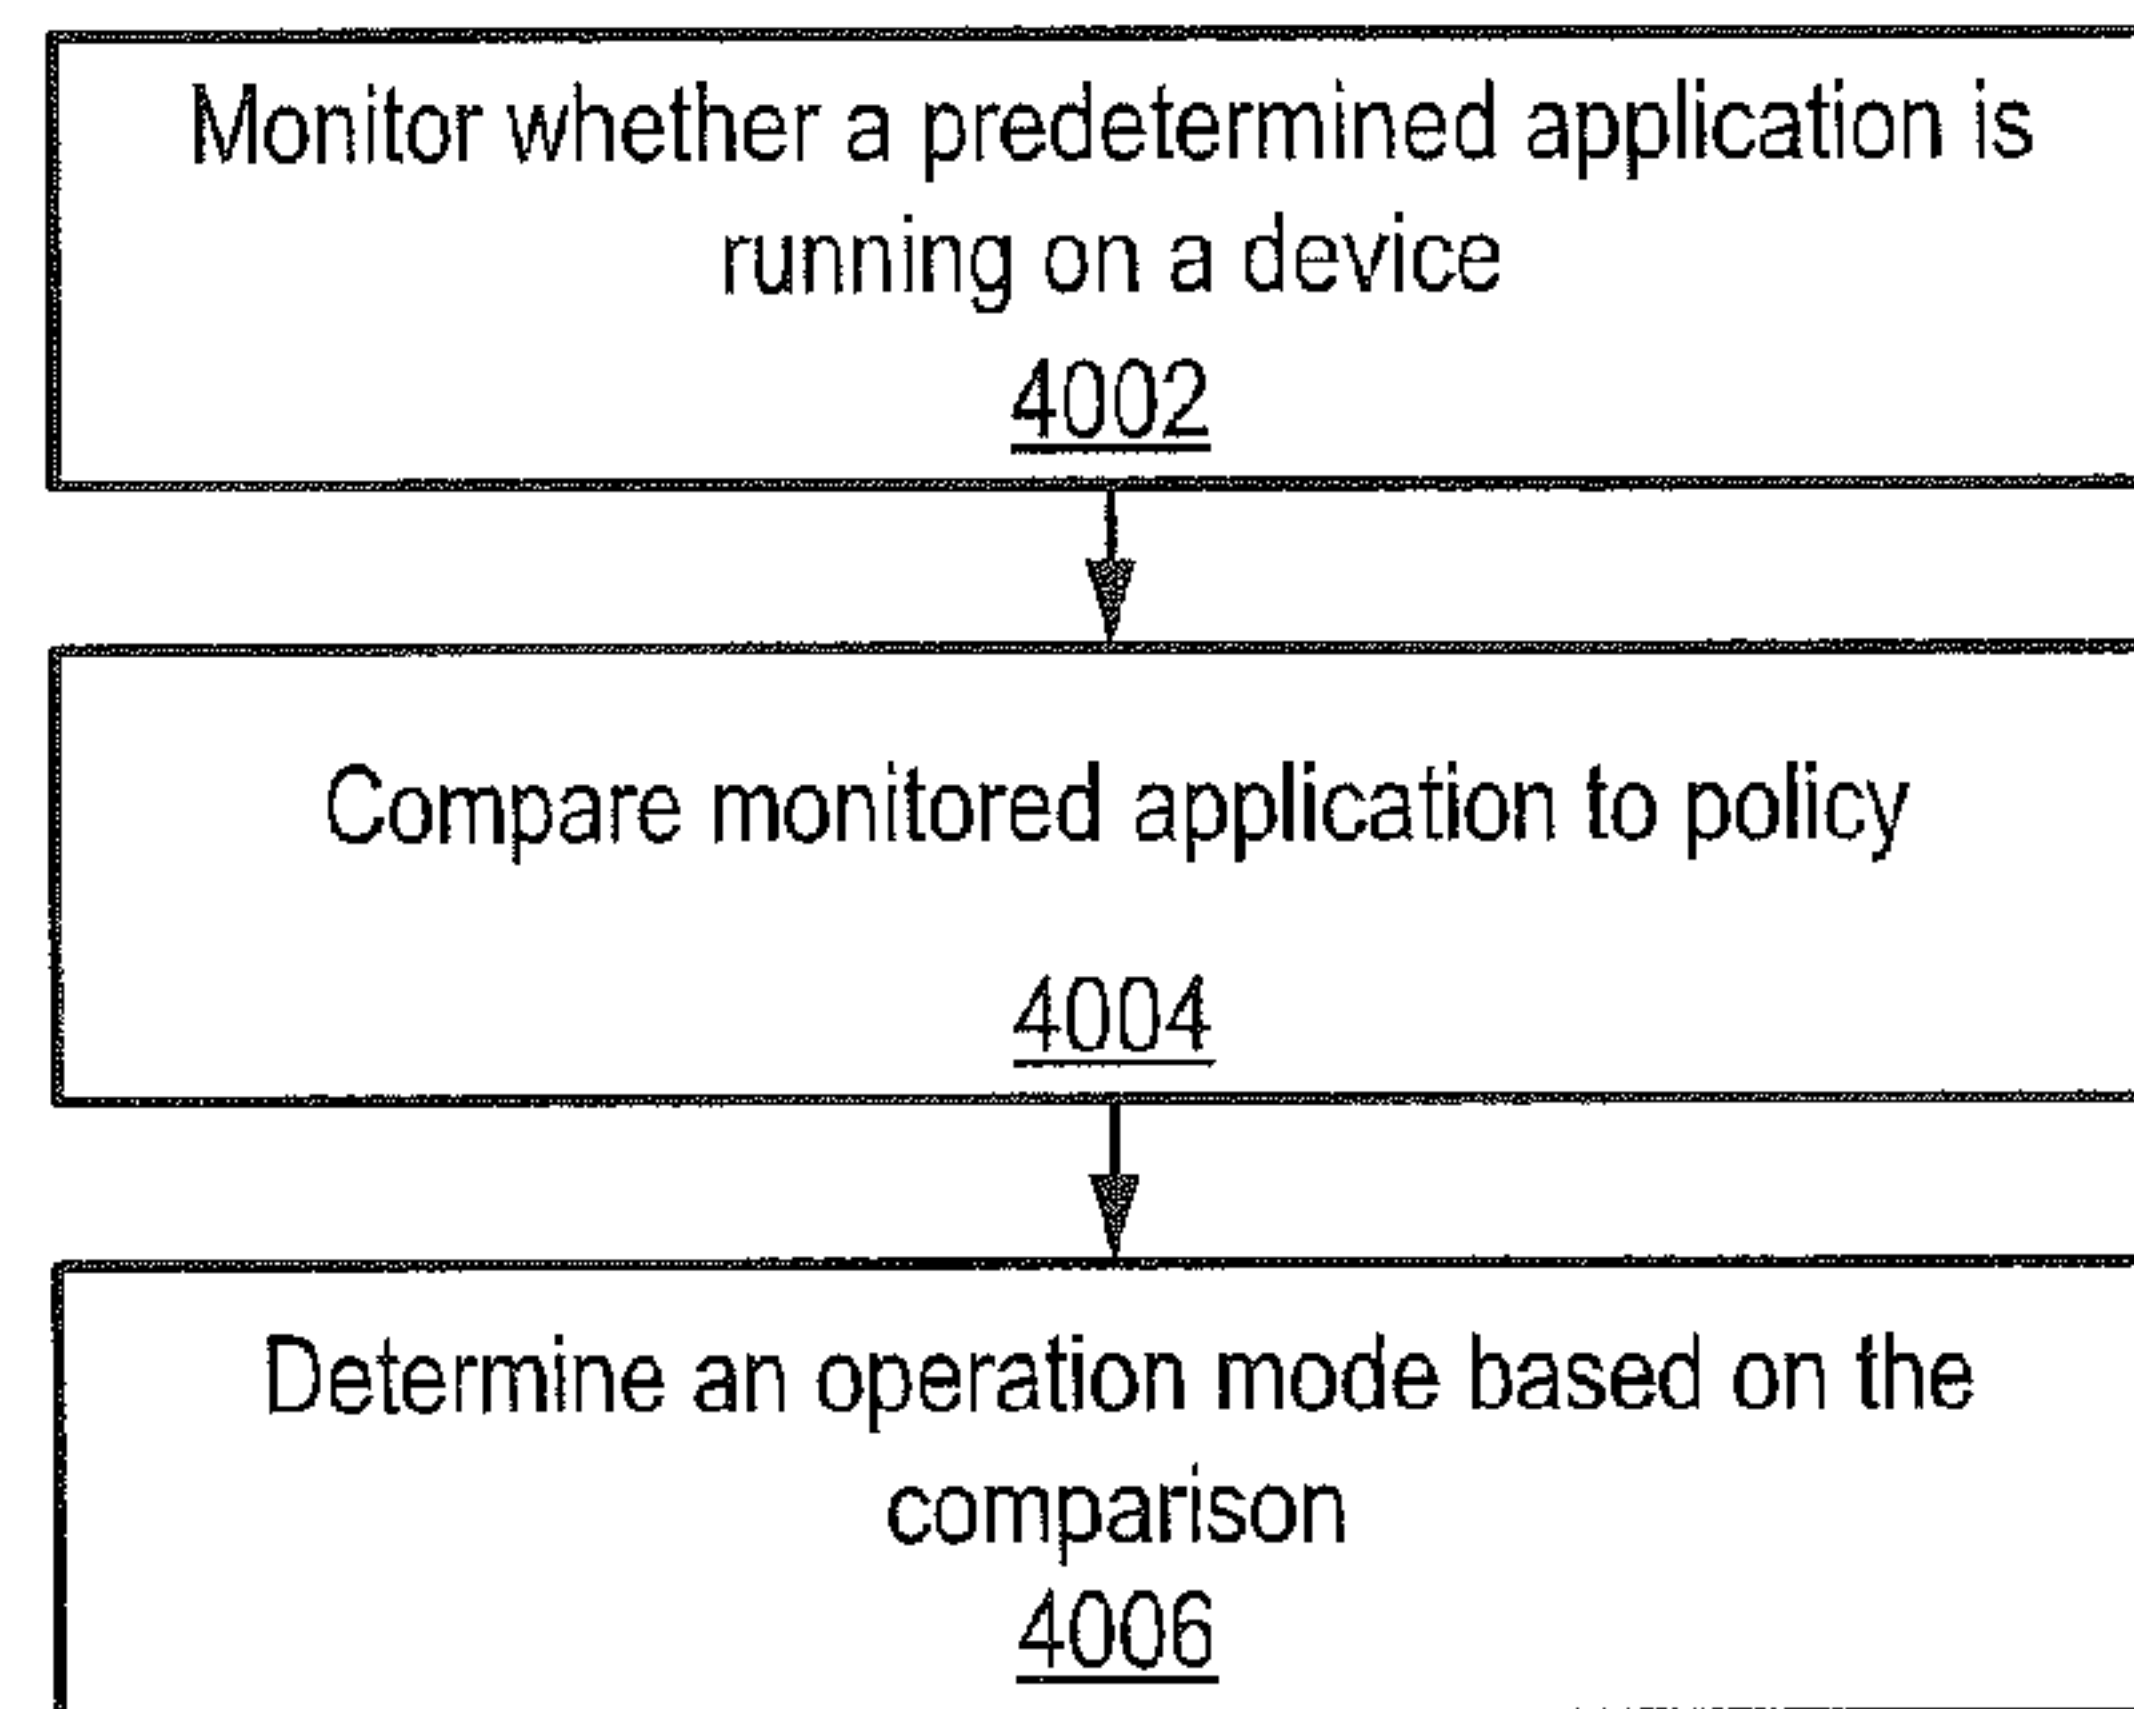 Monitor whether a predetermined application is
running on a device
4002
Compare monitored application to policy
4004
Determine an operation mode based on the
comparison
4006